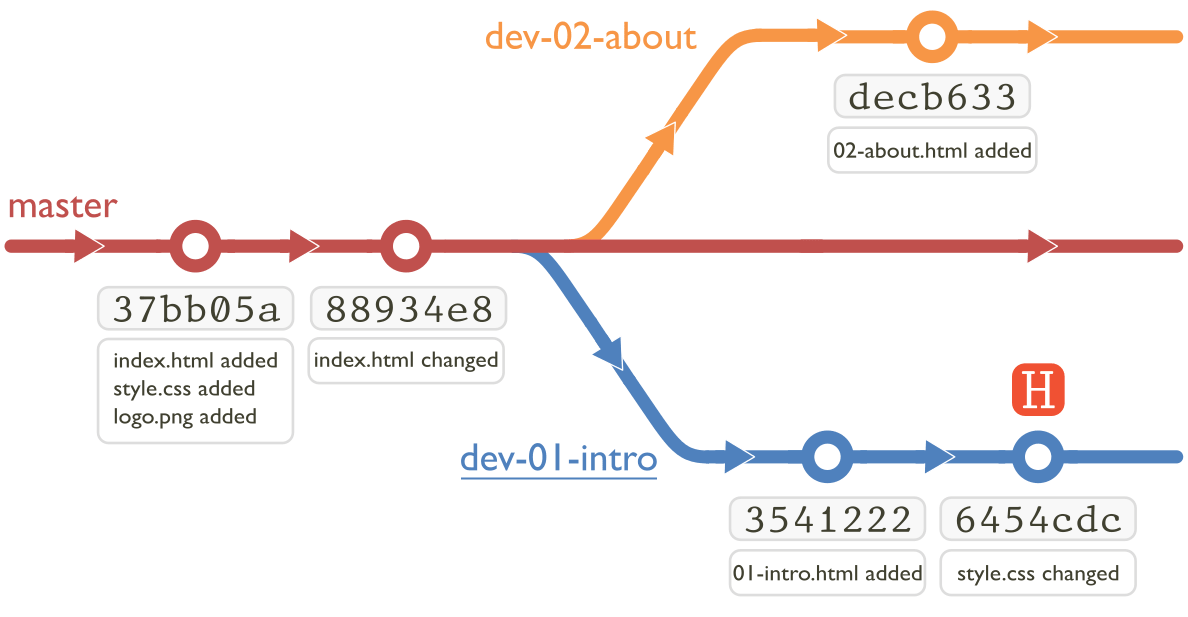 dev-02-about
decb633
02-about.html added
master
37bb05a
88934e8
index.html added
style.css added
logo.png added
index.html changed
H
dev-01-intro
3541222
6454cdc
01-intro.html added
style.css changed